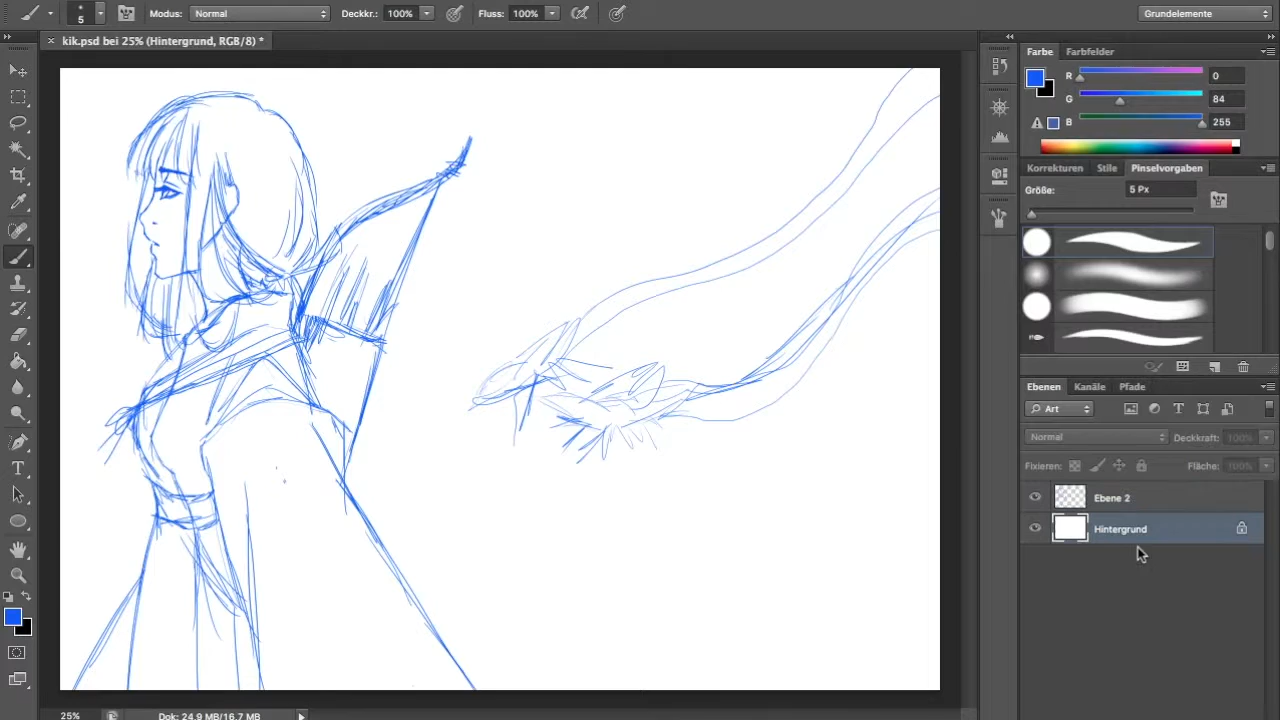 5 Modus: Normal Deckkr.: 100% Fluss: 100% Grundelemente
× kik.psd bei 25% (Hintergrund, RGB/8) *
Farbe Farbfelder
R 0
G 84
B 255
Korrekturen Stile Pinselvorgaben
Größe: 5 Px
Ebenen Kanäle Pfade
Art
Normal Deckkraft: 100%
Fixieren: Fläche: 100%
Ebene 2
Hintergrund
25% Dok: 24,9 MB/16,7 MB